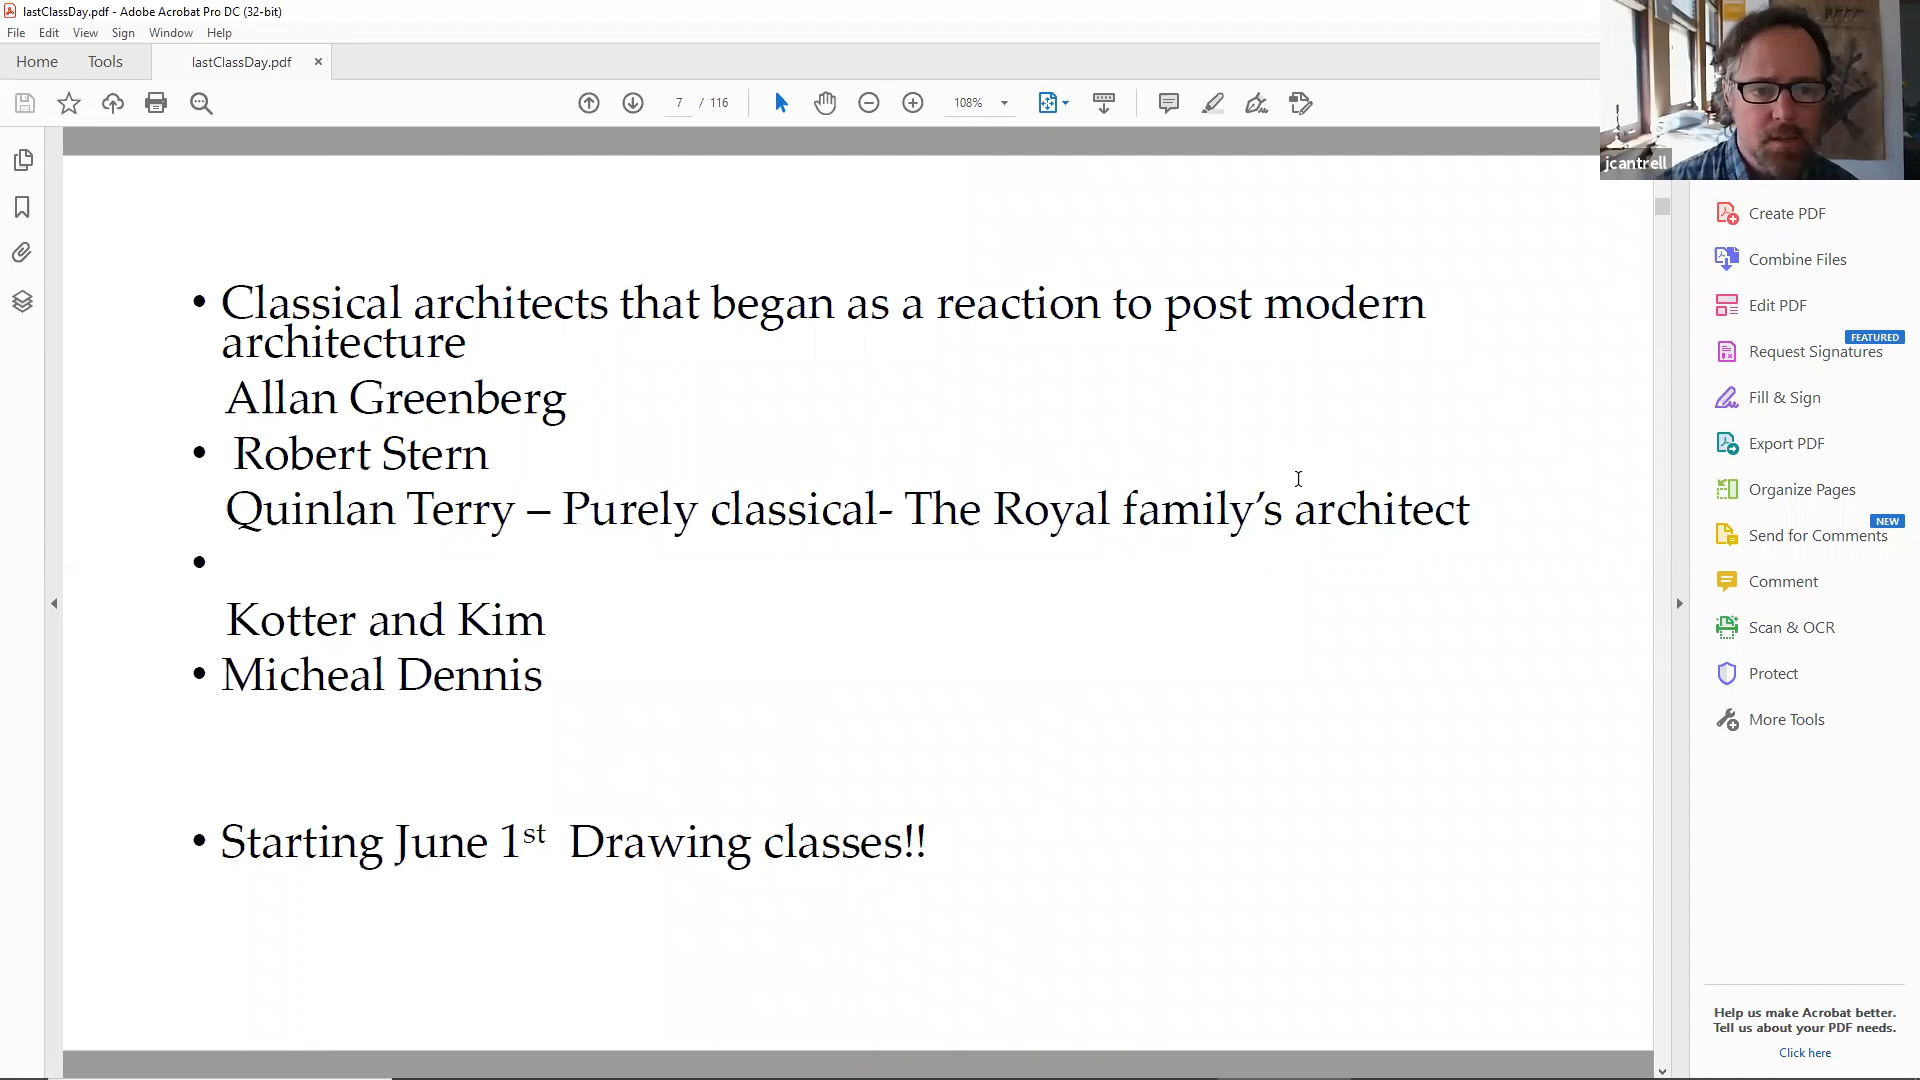 lastClassDay.pdf - Adobe Acrobat Pro DC (32-bit)
File Edit View Sign Window Help
Home Tools lastClassDay.pdf ×
7 / 116 108%
jcantrell
• Classical architects that began as a reaction to post modern
architecture
Allan Greenberg
• Robert Stern
Quinlan Terry – Purely classical- The Royal family’s architect
•
Kotter and Kim
• Micheal Dennis
• Starting June 1st Drawing classes!!
Create PDF
Combine Files
Edit PDF
FEATURED
Request Signatures
Fill & Sign
Export PDF
Organize Pages
NEW
Send for Comments
Comment
Scan & OCR
Protect
More Tools
Help us make Acrobat better.
Tell us about your PDF needs.
Click here